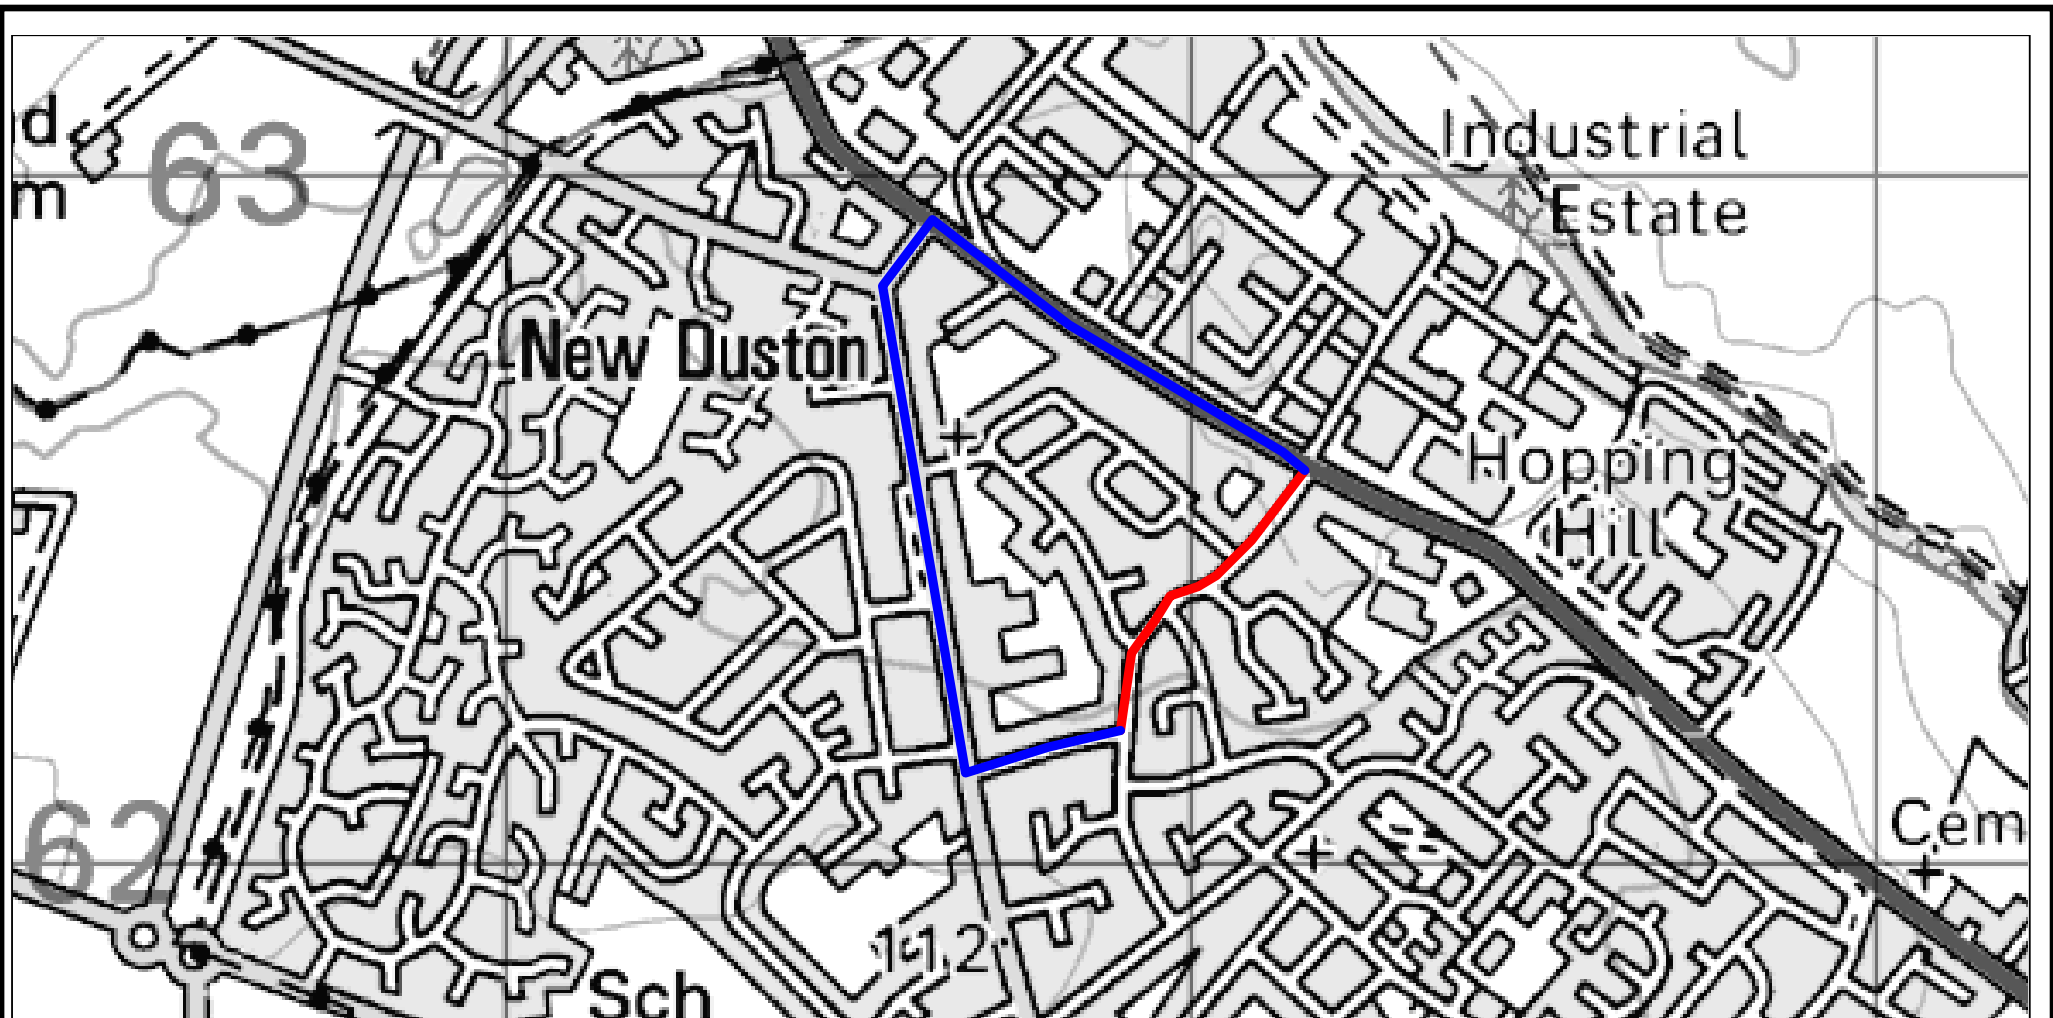 d
m
63
Industrial
Estate
New Duston
Hopping
Hill
62
Cem
112
Sch